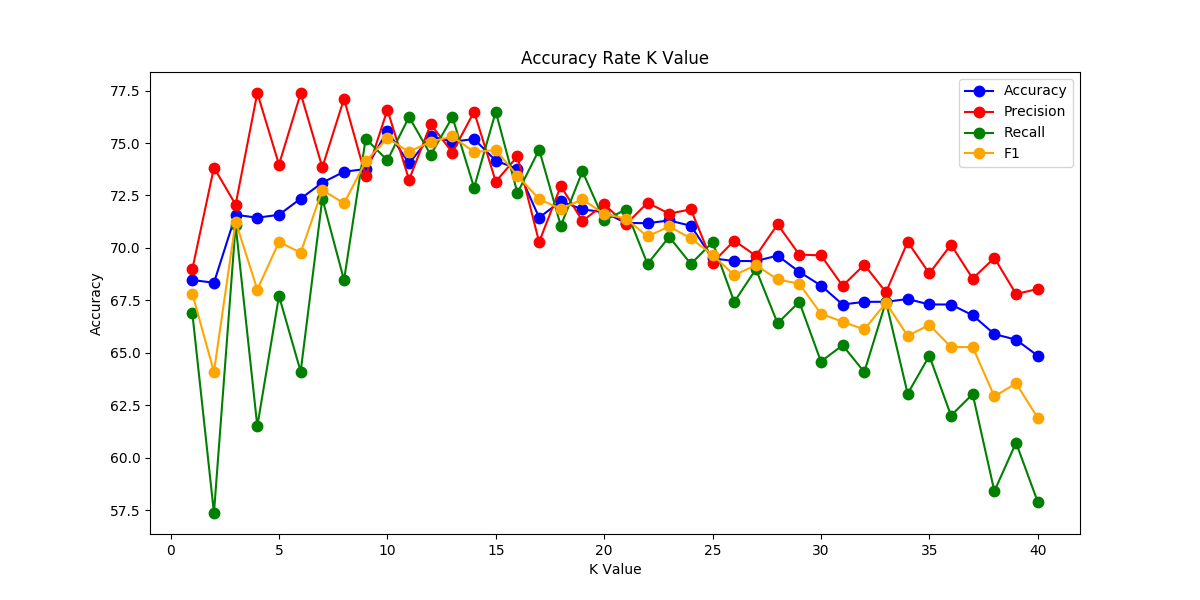 Accuracy Rate K Value
Accuracy
Precision
Recall
F1
77.5
75.0
72.5
70.0
67.5
65.0
62.5
60.0
57.5
Accuracy
0 5 10 15 20 25 30 35 40
K Value